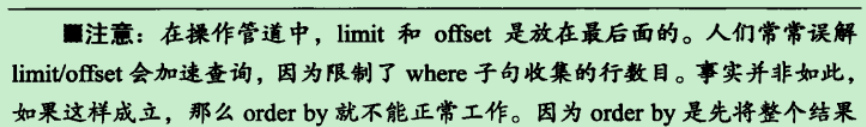 ■注意：在操作管道中，limit 和 offset 是放在最后面的。人们常常误解
limit/offset 会加速查询，因为限制了 where 子句收集的行数目。事实并非如此，
如果这样成立，那么 order by 就不能正常工作。因为 order by 是先将整个结果